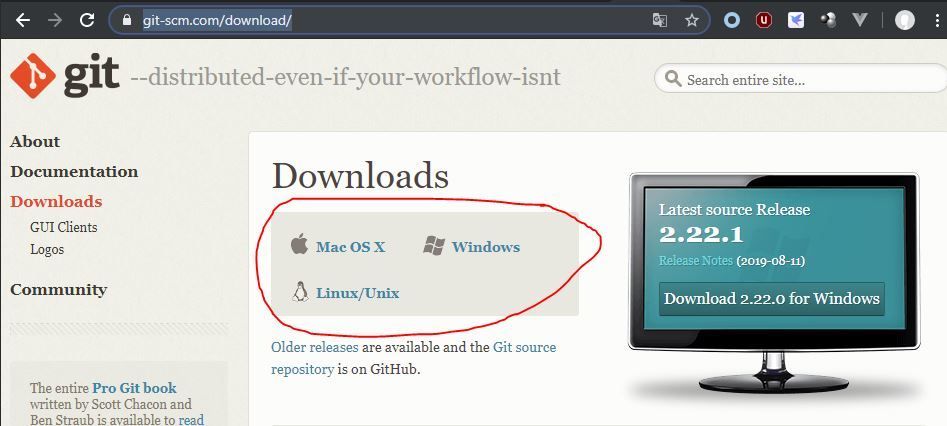 git-scm.com/download/
git --distributed-even-if-your-workflow-isnt
Search entire site...
About
Documentation
Downloads
GUI Clients
Logos
Community
The entire Pro Git book
written by Scott Chacon and
Ben Straub is available to read
Downloads
Mac OS X
Windows
Linux/Unix
Older releases are available and the Git source
repository is on GitHub.
Latest source Release
2.22.1
Release Notes (2019-08-11)
Download 2.22.0 for Windows